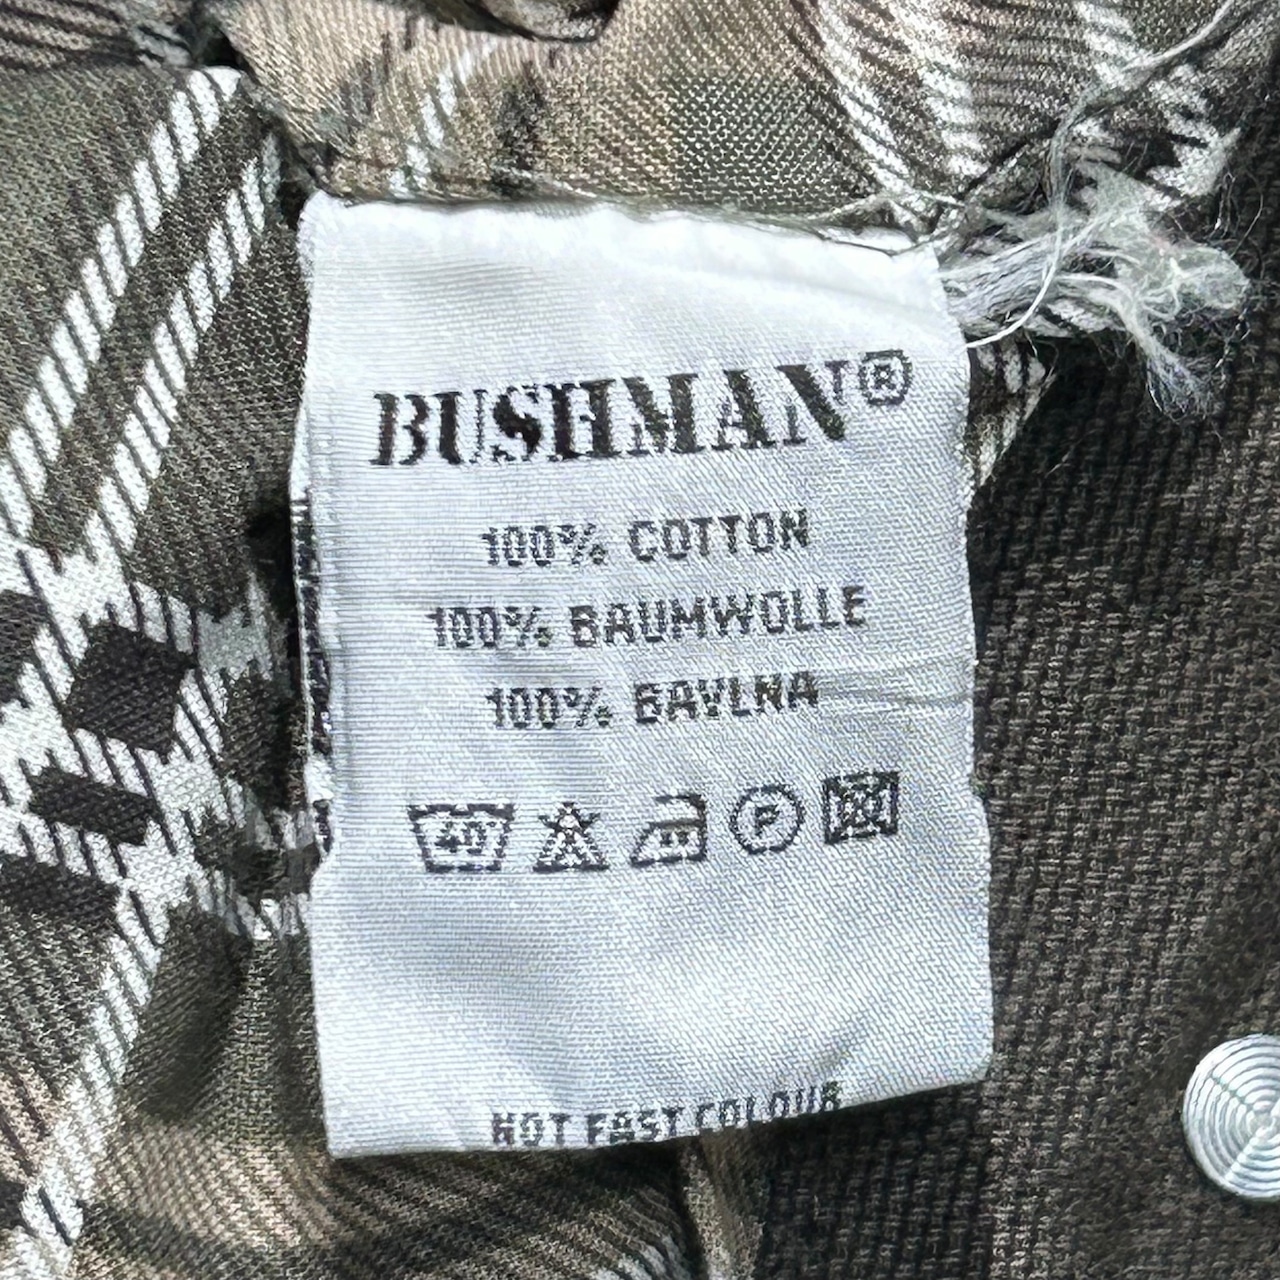 BUSHMAN®
100% COTTON
100% BAUMWOLLE
100% BAVLNA
40 P
NOT FAST COLOUR